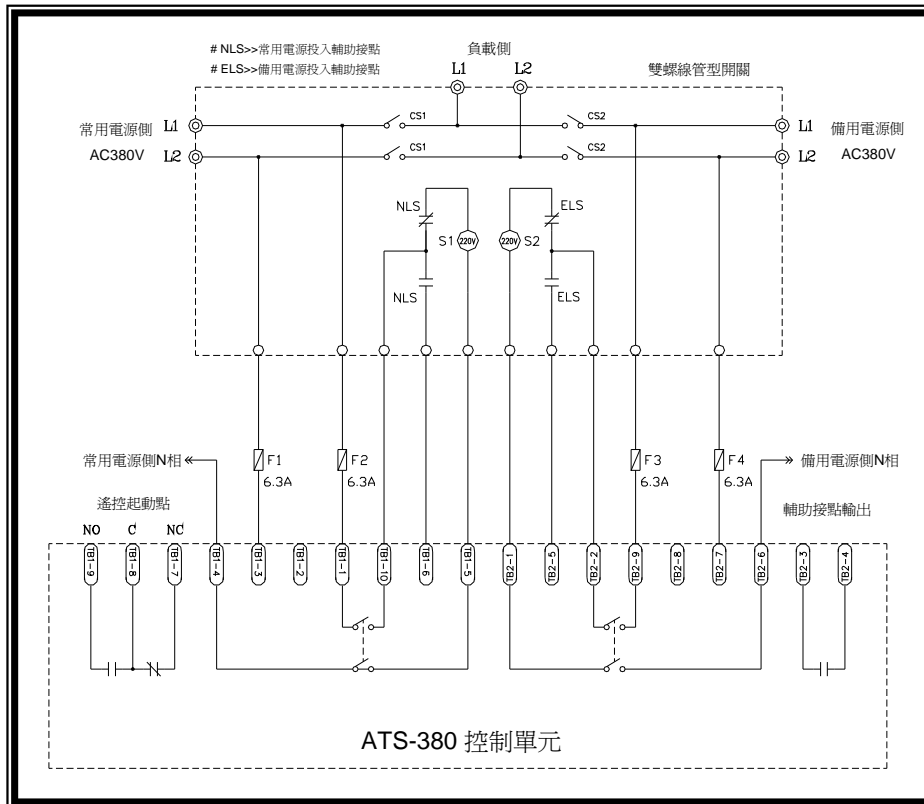 # NLS>>常用電源投入輔助接點
# ELS>>備用電源投入輔助接點
負載側
L1 L2
雙螺線管型開關
常用電源側
AC380V
L1
L2
CS1
CS1
CS2
CS2
L1
L2
備用電源側
AC380V
NLS
S1 220V
220V S2
ELS
NLS
ELS
常用電源側N相
F1
6.3A
F2
6.3A
F3
6.3A
F4
6.3A
備用電源側N相
遙控起動點
NO C NC
輔助接點輸出
TB1-9
TB1-8
TB1-7
TB1-4
TB1-3
TB1-2
TB1-1
TB1-10
TB1-6
TB1-5
TB2-1
TB2-5
TB2-2
TB2-9
TB2-8
TB2-7
TB2-6
TB2-3
TB2-4
ATS-380 控制單元